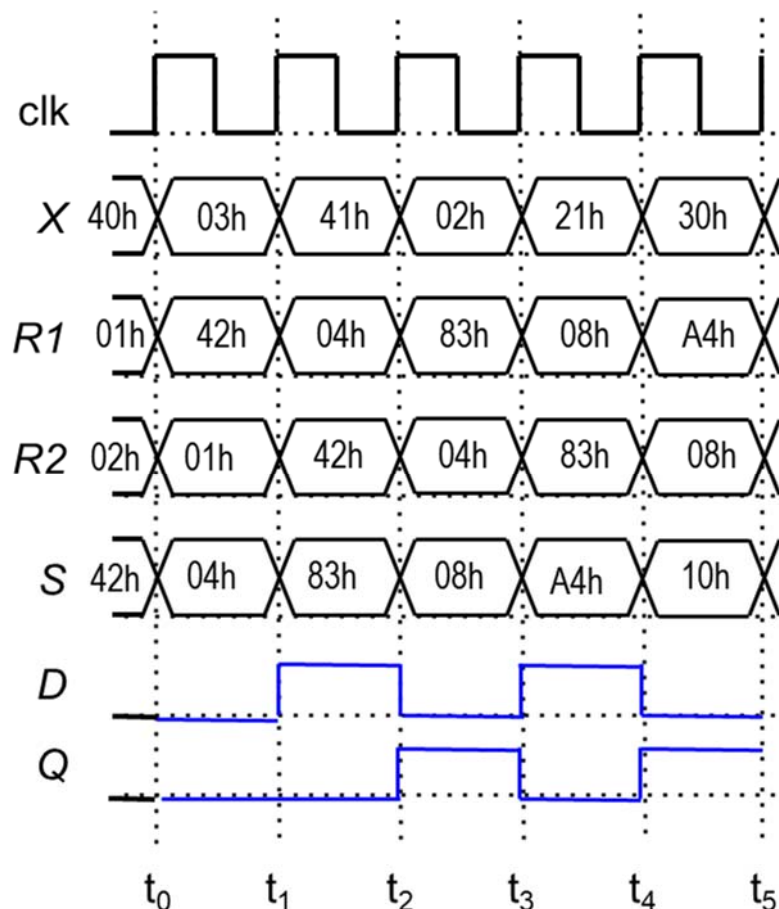 clk
X 40h 03h 41h 02h 21h 30h
R1 01h 42h 04h 83h 08h A4h
R2 02h 01h 42h 04h 83h 08h
S 42h 04h 83h 08h A4h 10h
D
Q
t0 t1 t2 t3 t4 t5